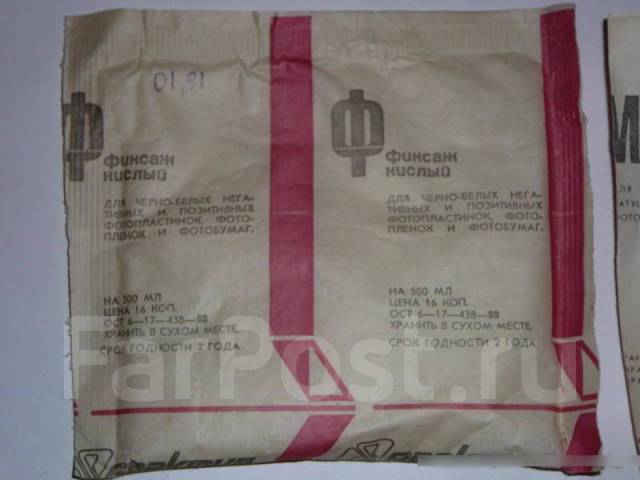 01,91
Ф фиксаж
кислый
ДЛЯ ЧЕРНО-БЕЛЫХ НЕГА-
ТИВНЫХ И ПОЗИТИВНЫХ
ФОТОПЛАСТИНОК, ФОТО-
ПЛЕНОК И ФОТОБУМАГ.
НА 500 МЛ
ЦЕНА 16 КОП.
ОСТ 6—17—438—88
ХРАНИТЬ В СУХОМ МЕСТЕ.
СРОК ГОДНОСТИ 2 ГОДА
Ф фиксаж
кислый
ДЛЯ ЧЕРНО-БЕЛЫХ НЕГА-
ТИВНЫХ И ПОЗИТИВНЫХ
ФОТОПЛАСТИНОК, ФОТО-
ПЛЕНОК И ФОТОБУМАГ.
НА 500 МЛ
ЦЕНА 16 КОП.
ОСТ 6—17—438—88
ХРАНИТЬ В СУХОМ МЕСТЕ.
СРОК ГОДНОСТИ 2 ГОДА
FarPost.ru